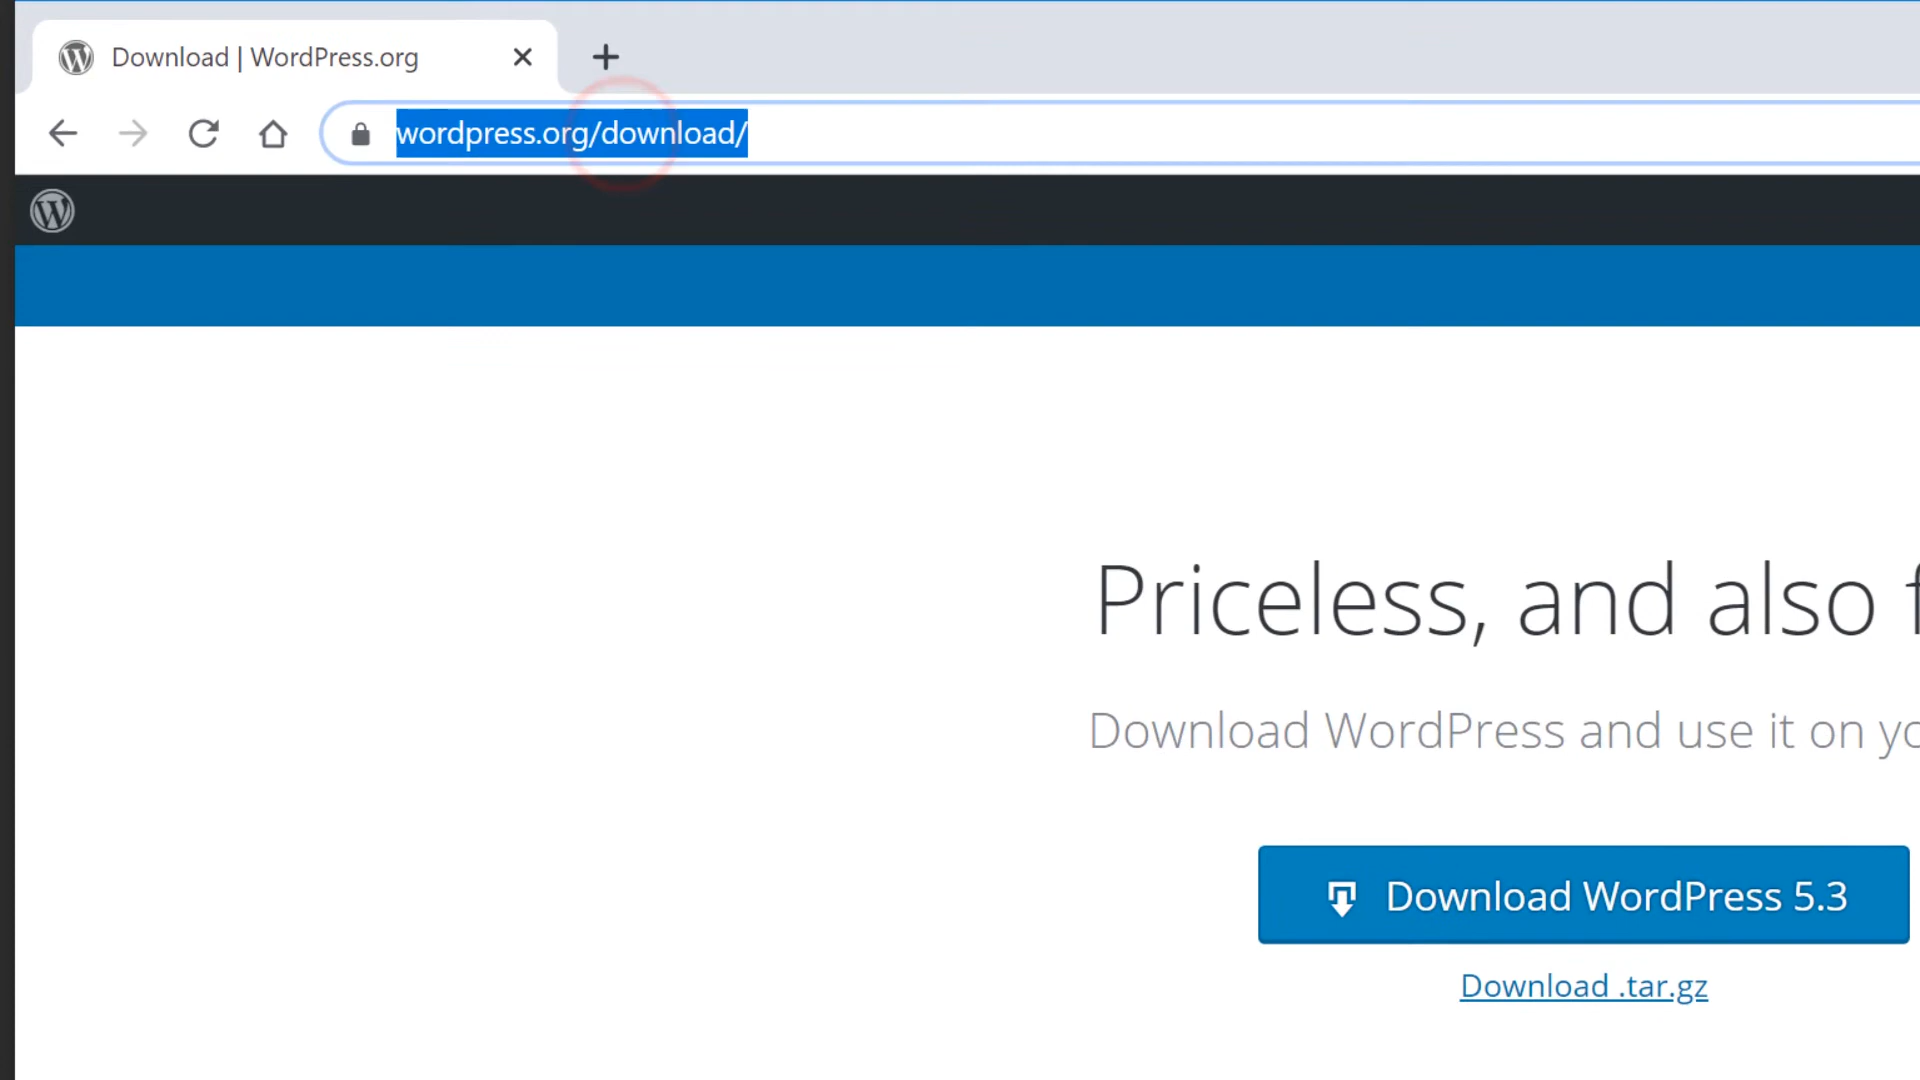 Download | WordPress.org
wordpress.org/download/
Priceless, and also
Download WordPress and use it on
Download WordPress 5.3
Download .tar.gz